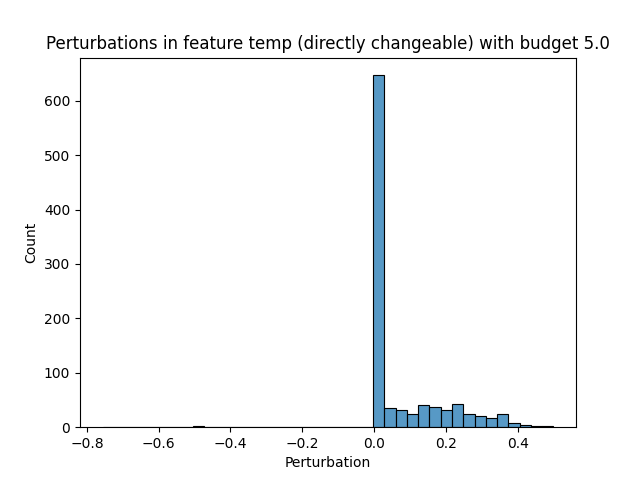 Perturbations in feature temp (directly changeable) with budget 5.0
Count
600
500
400
300
200
100
0
−0.8 −0.6 −0.4 −0.2 0.0 0.2 0.4
Perturbation